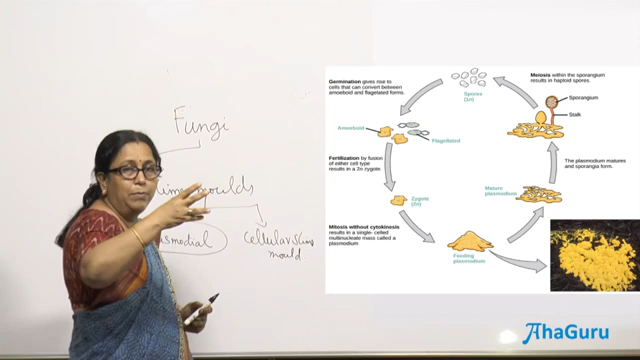 Fungi
moulds
Cellular slime
mould
Germination gives rise to
cells that can convert between
amoeboid and flagellated forms.
Spores
(1n)
Meiosis within the sporangium
results in haploid spores.
Sporangium
Stalk
Amoeboid
Flagellated
Fertilization by fusion
of either cell type
results in a 2n zygote.
The plasmodium matures
and sporangia form.
Zygote
(2n)
Mature
plasmodium
Mitosis without cytokinesis
results in a single-celled
multinucleate mass called a
plasmodium
Feeding
plasmodium
AhaGuru